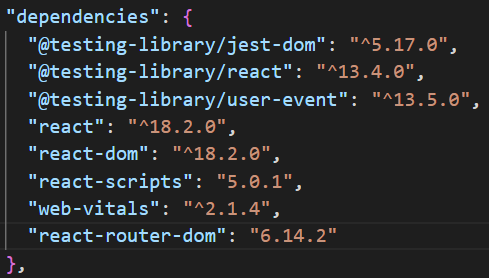 "dependencies": {
"@testing-library/jest-dom": "^5.17.0",
"@testing-library/react": "^13.4.0",
"@testing-library/user-event": "^13.5.0",
"react": "^18.2.0",
"react-dom": "^18.2.0",
"react-scripts": "5.0.1",
"web-vitals": "^2.1.4",
"react-router-dom": "6.14.2"
},